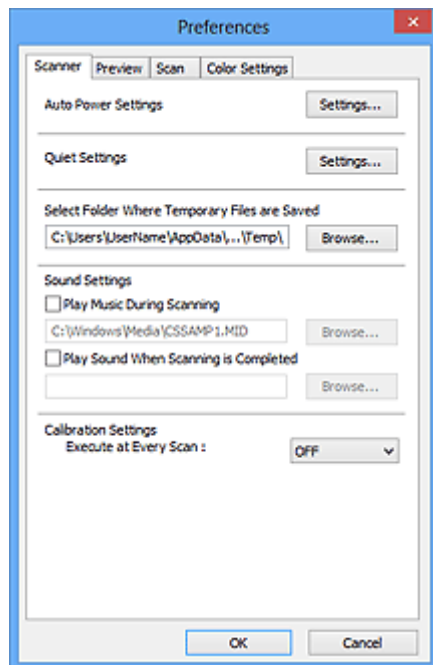 Preferences
Scanner Preview Scan Color Settings
Auto Power Settings Settings...
Quiet Settings Settings...
Select Folder Where Temporary Files are Saved
C:\Users\UserName\AppData\,...\Temp\, Browse...
Sound Settings
Play Music During Scanning
C:\Windows\Media\CSSAMP1.MID Browse...
Play Sound When Scanning is Completed
Browse...
Calibration Settings
Execute at Every Scan : OFF
OK Cancel